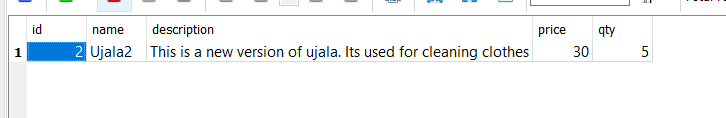 id name description price qty
1 2 Ujala2 This is a new version of ujala. Its used for cleaning clothes 30 5